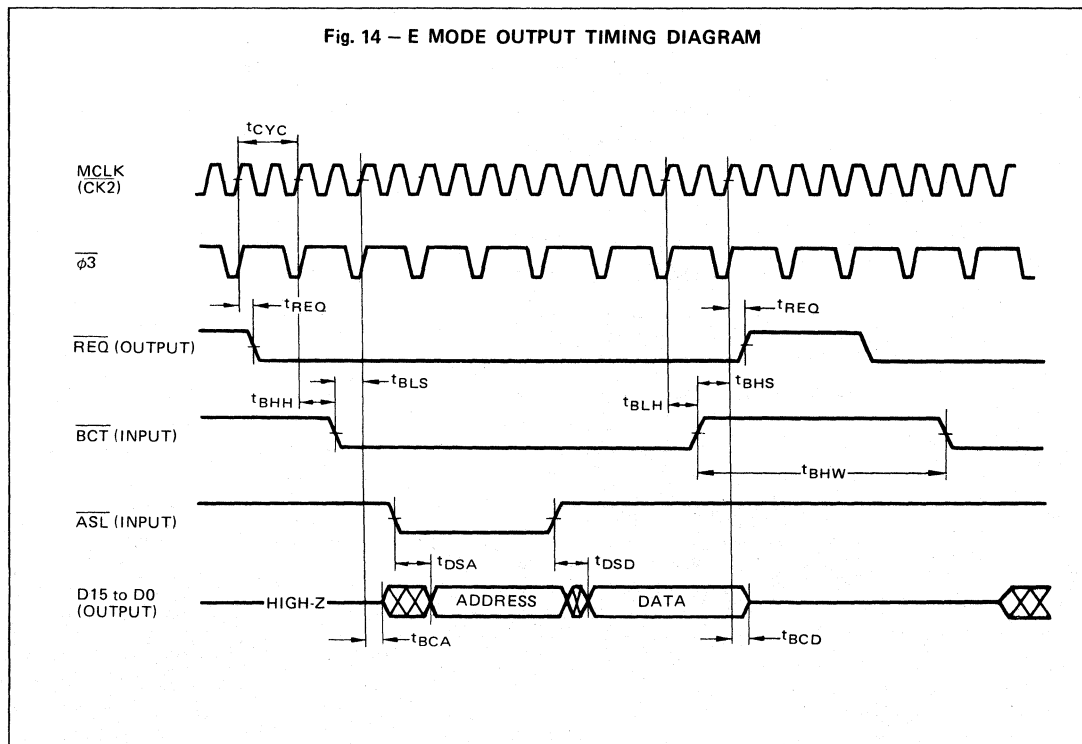 Fig. 14 – E MODE OUTPUT TIMING DIAGRAM
tCYC
MCLK
(CK2)
φ3
tREQ
tREQ
REQ (OUTPUT)
tBLS
tBHS
tBHH
tBLH
BCT (INPUT)
tBHW
ASL (INPUT)
tDSA
tDSD
D15 to D0
(OUTPUT)
HIGH-Z
ADDRESS
DATA
tBCA
tBCD